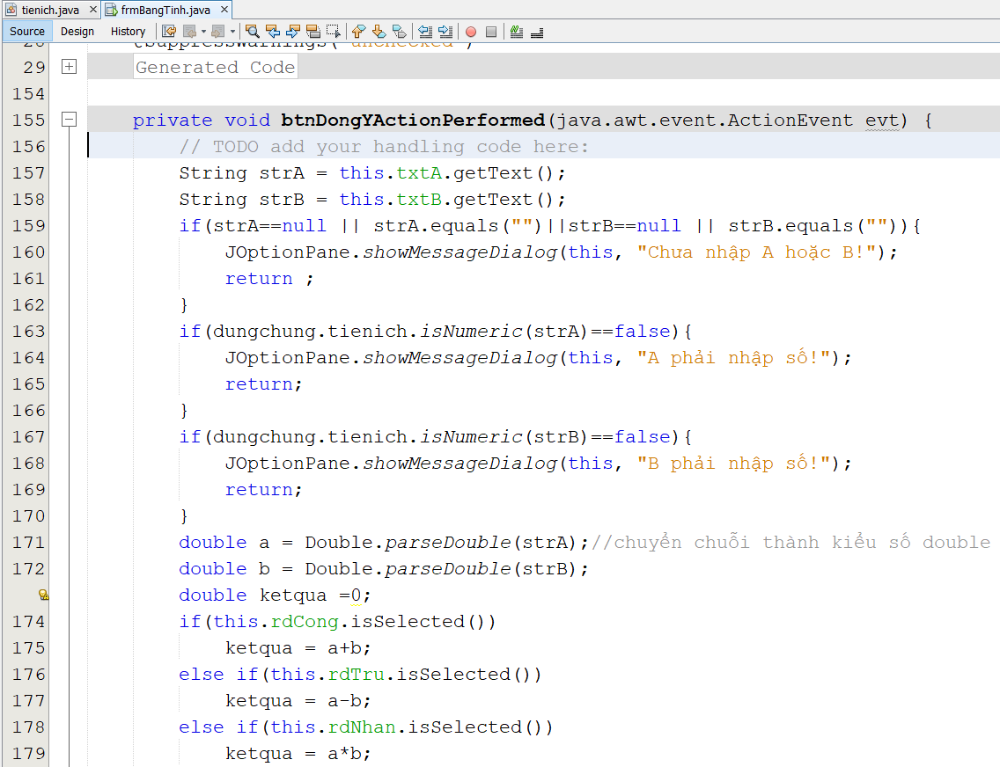 tienich.java × frmBangTinh.java ×
Source Design History
29 Generated Code
154
155 private void btnDongYActionPerformed(java.awt.event.ActionEvent evt) {
156 // TODO add your handling code here:
157 String strA = this.txtA.getText();
158 String strB = this.txtB.getText();
159 if(strA==null || strA.equals("")||strB==null || strB.equals("")){
160 JOptionPane.showMessageDialog(this, "Chưa nhập A hoặc B!");
161 return ;
162 }
163 if(dungchung.tienich.isNumeric(strA)==false){
164 JOptionPane.showMessageDialog(this, "A phải nhập số!");
165 return;
166 }
167 if(dungchung.tienich.isNumeric(strB)==false){
168 JOptionPane.showMessageDialog(this, "B phải nhập số!");
169 return;
170 }
171 double a = Double.parseDouble(strA);//chuyển chuỗi thành kiểu số double
172 double b = Double.parseDouble(strB);
double ketqua =0;
174 if(this.rdCong.isSelected())
175 ketqua = a+b;
176 else if(this.rdTru.isSelected())
177 ketqua = a-b;
178 else if(this.rdNhan.isSelected())
179 ketqua = a*b;